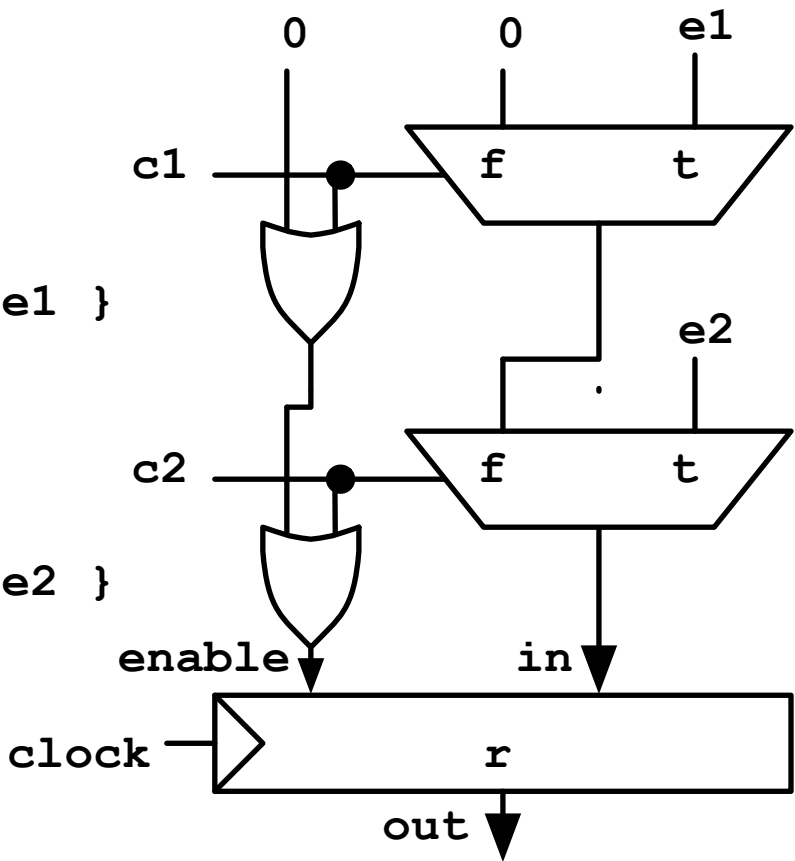 0 0 e1
c1 f t
e1 }
e2
c2 f t
e2 }
enable in
clock r
out